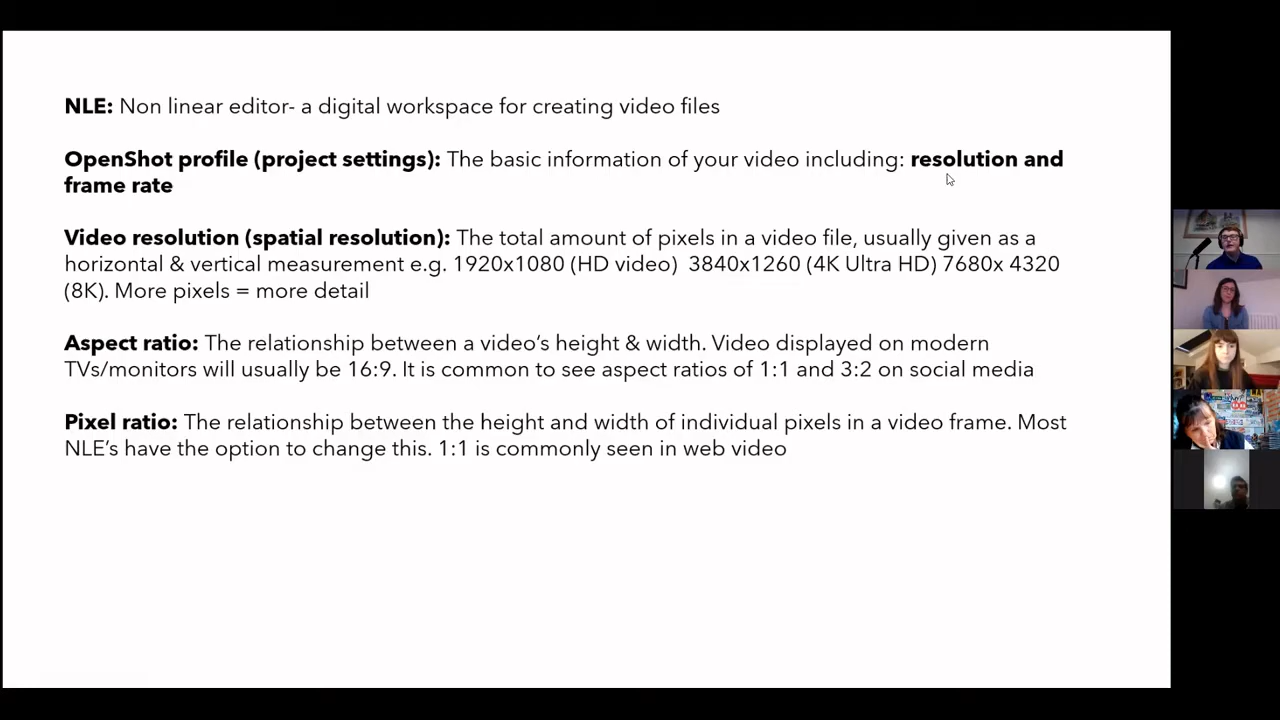 NLE: Non linear editor- a digital workspace for creating video files
OpenShot profile (project settings): The basic information of your video including: resolution and
frame rate
Video resolution (spatial resolution): The total amount of pixels in a video file, usually given as a
horizontal & vertical measurement e.g. 1920x1080 (HD video)  3840x1260 (4K Ultra HD) 7680x 4320
(8K). More pixels = more detail
Aspect ratio: The relationship between a video's height & width. Video displayed on modern
TVs/monitors will usually be 16:9. It is common to see aspect ratios of 1:1 and 3:2 on social media
Pixel ratio: The relationship between the height and width of individual pixels in a video frame. Most
NLE's have the option to change this. 1:1 is commonly seen in web video